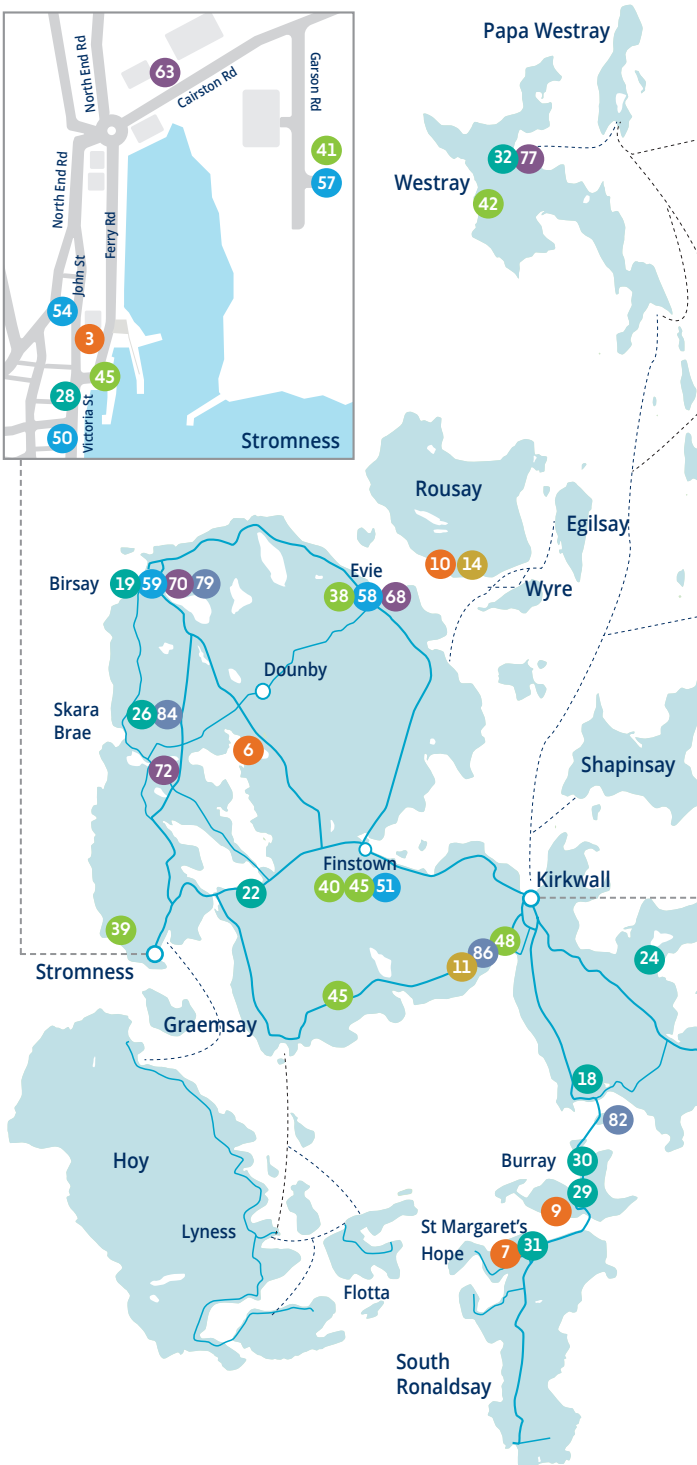 North End Rd
63
Cairston Rd
Garson Rd
41
57
North End Rd
Ferry Rd
John St
54
3
45
28
Victoria St
50
Stromness
Papa Westray
32 77
Westray
42
Rousay
Egilsay
10 14
Wyre
Birsay
19 59 70 79
Evie
38 58 68
Dounby
Skara
Brae
26 84
6
72
Shapinsay
Finstown
40 45 51
22
Kirkwall
39
Stromness
48
86
11
24
45
Graemsay
18
82
Hoy
Burray
30
29
9
Lyness
St Margaret's
Hope
7 31
Flotta
South
Ronaldsay